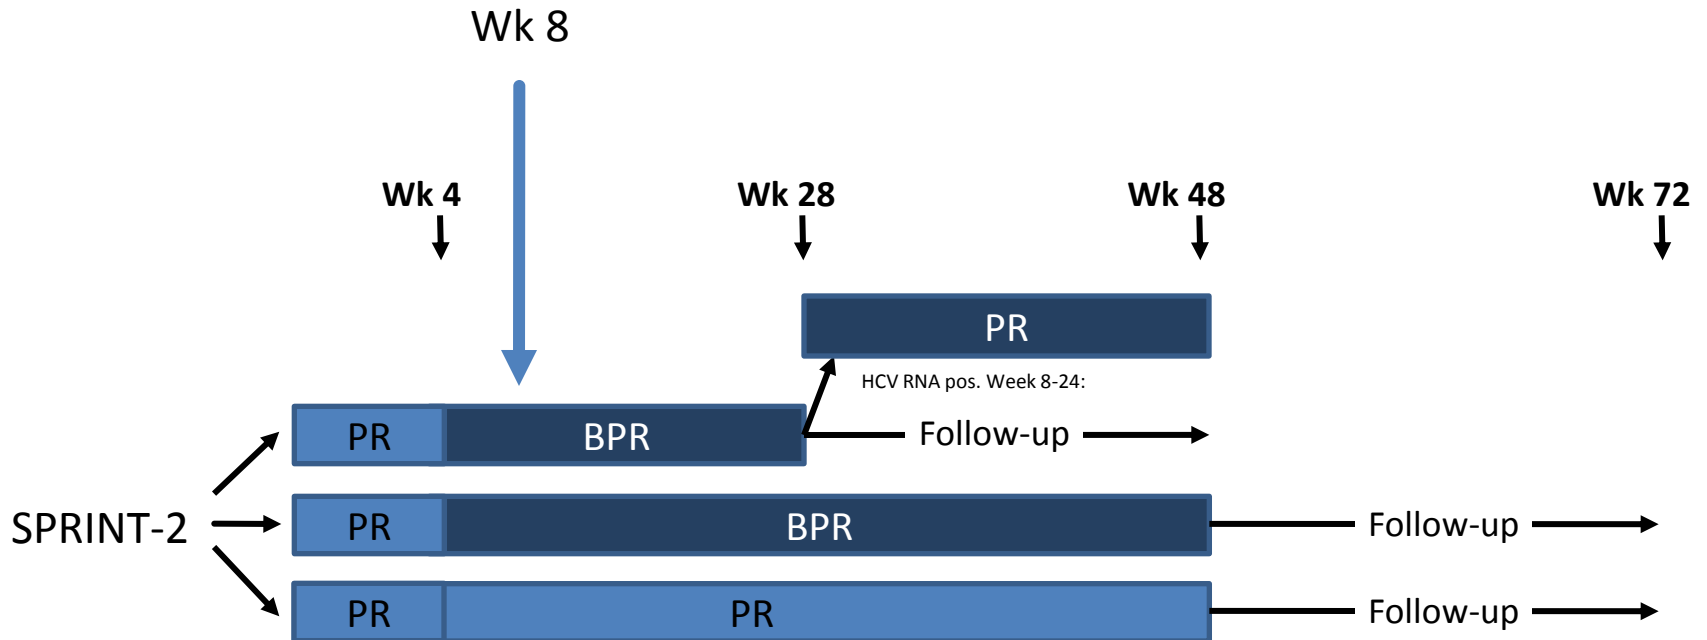 Wk 8
Wk 4
Wk 28
Wk 48
Wk 72
PR
HCV RNA pos. Week 8-24:
PR
BPR
Follow-up
SPRINT-2
PR
BPR
Follow-up
PR
PR
Follow-up